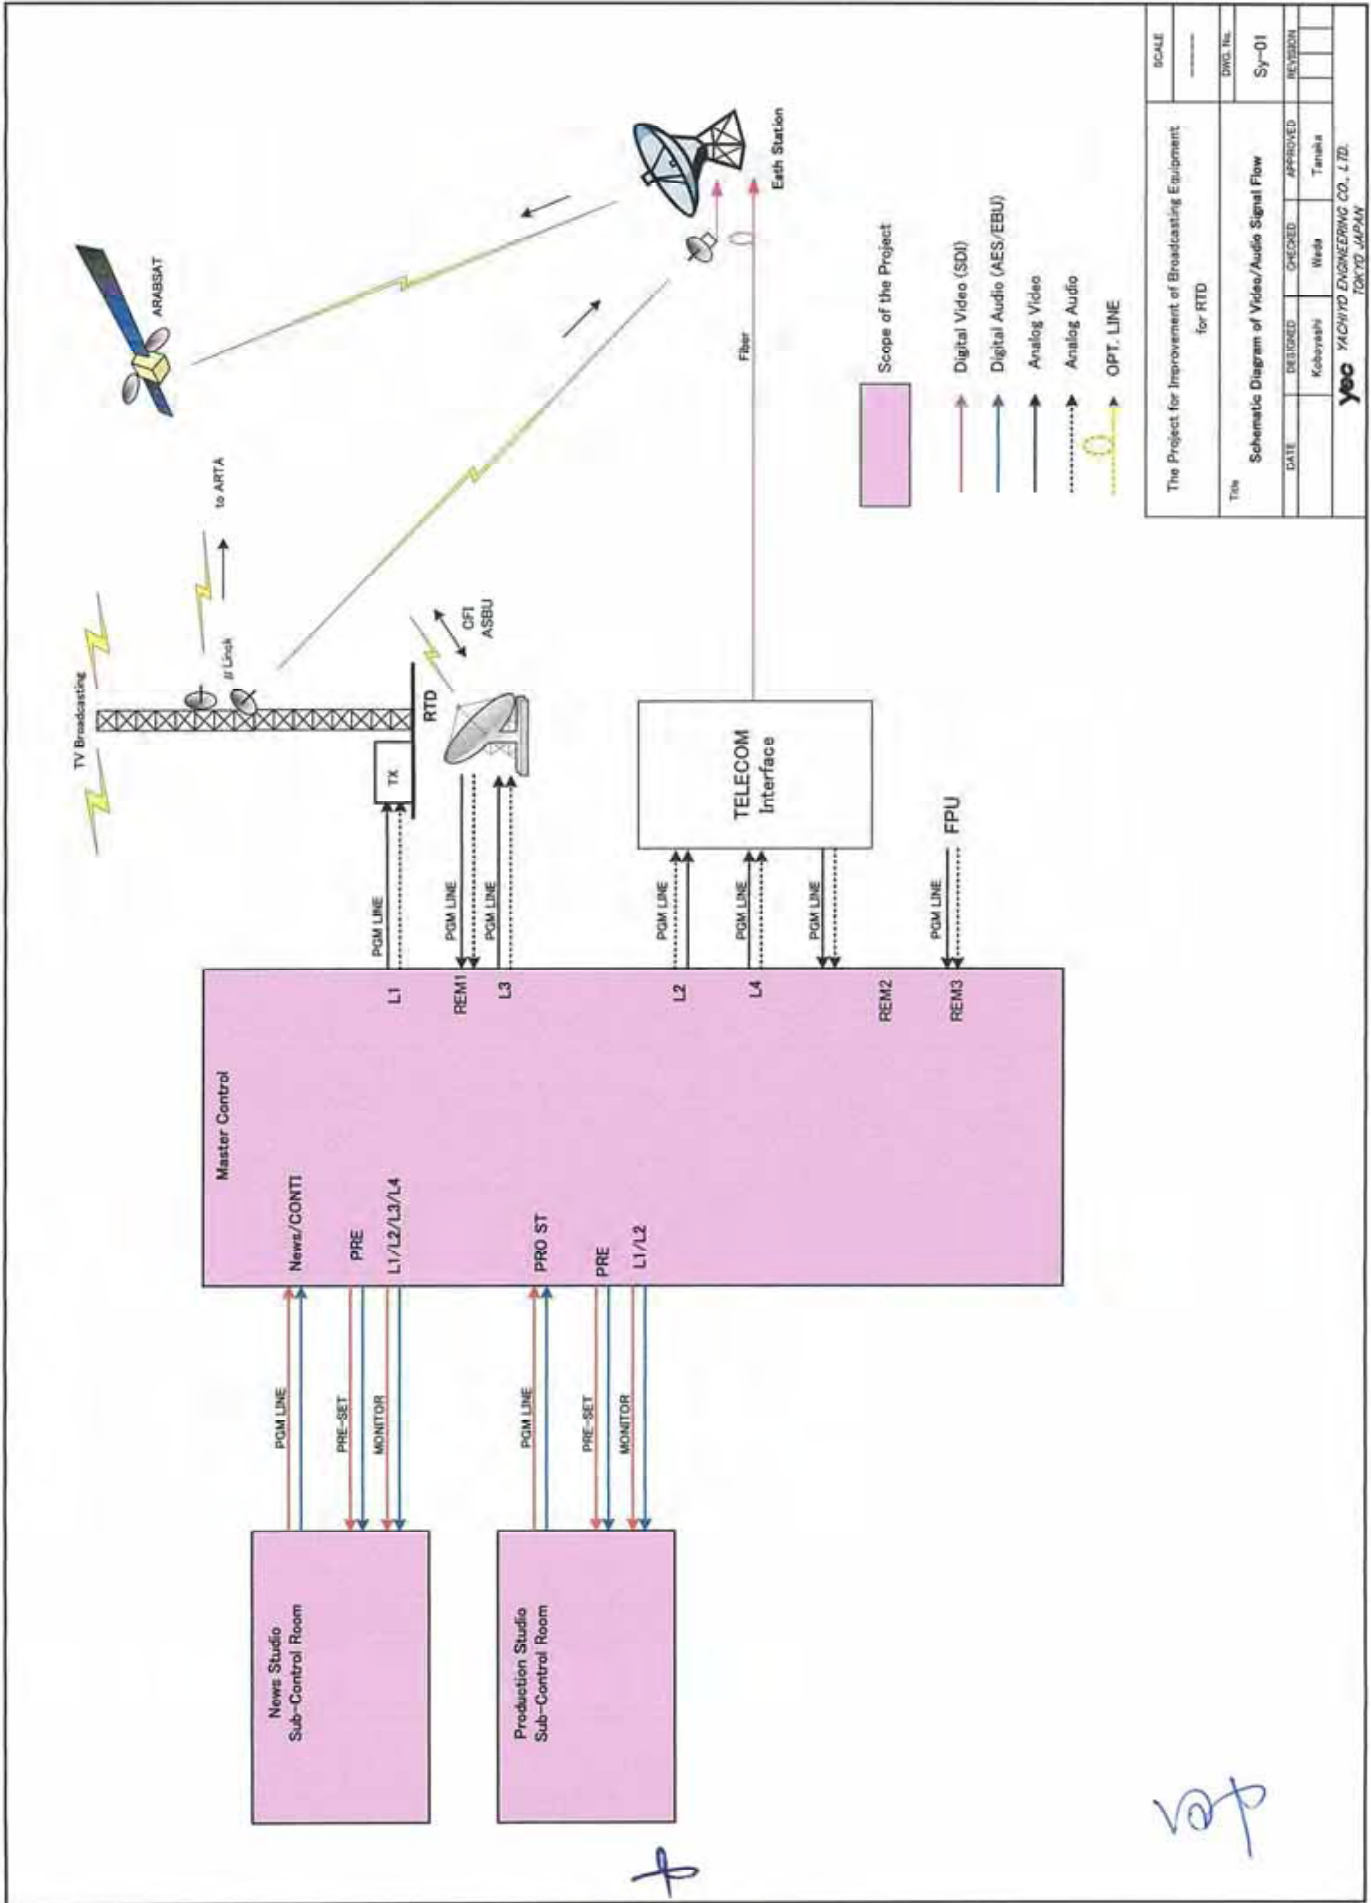 TV Broadcasting
ARABSAT
to ARTA
μ Linck
RTD
CFI
ASBU
TX
Eath Station
Fiber
TELECOM
Interface
FPU
Master Control
News/CONTI
PRE
L1/L2/L3/L4
PRO ST
PRE
L1/L2
L1
REM1
L3
L2
L4
REM2
REM3
PGM LINE
PGM LINE
PGM LINE
PGM LINE
PGM LINE
PGM LINE
PGM LINE
News Studio
Sub-Control Room
PGM LINE
PRE-SET
MONITOR
Production Studio
Sub-Control Room
PGM LINE
PRE-SET
MONITOR
Scope of the Project
Digital Video (SDI)
Digital Audio (AES/EBU)
Analog Video
Analog Audio
OPT. LINE
The Project for Improvement of Broadcasting Equipment
for RTD
SCALE
Title
Schematic Diagram of Video/Audio Signal Flow
DWG. No.
Sy-01
DATE DESIGNED CHECKED APPROVED REVISION
Kobayashi Wada Tanaka
yec YACHIYO ENGINEERING CO., LTD.
TOKYO JAPAN